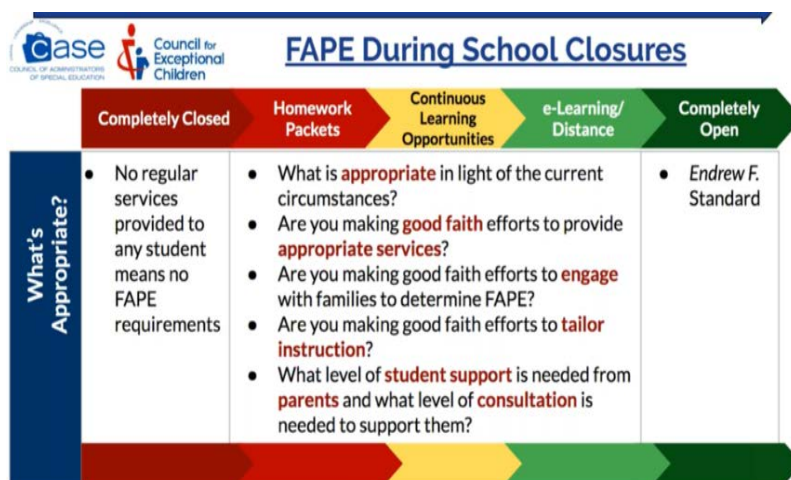 case
COUNCIL OF ADMINISTRATORS
OF SPECIAL EDUCATION
Council for
Exceptional
Children
FAPE During School Closures
Completely Closed
Homework
Packets
Continuous
Learning
Opportunities
e-Learning/
Distance
Completely
Open
What's
Appropriate?
• No regular
services
provided to
any student
means no
FAPE
requirements
• What is appropriate in light of the current
circumstances?
• Are you making good faith efforts to provide
appropriate services?
• Are you making good faith efforts to engage
with families to determine FAPE?
• Are you making good faith efforts to tailor
instruction?
• What level of student support is needed from
parents and what level of consultation is
needed to support them?
• Endrew F.
Standard